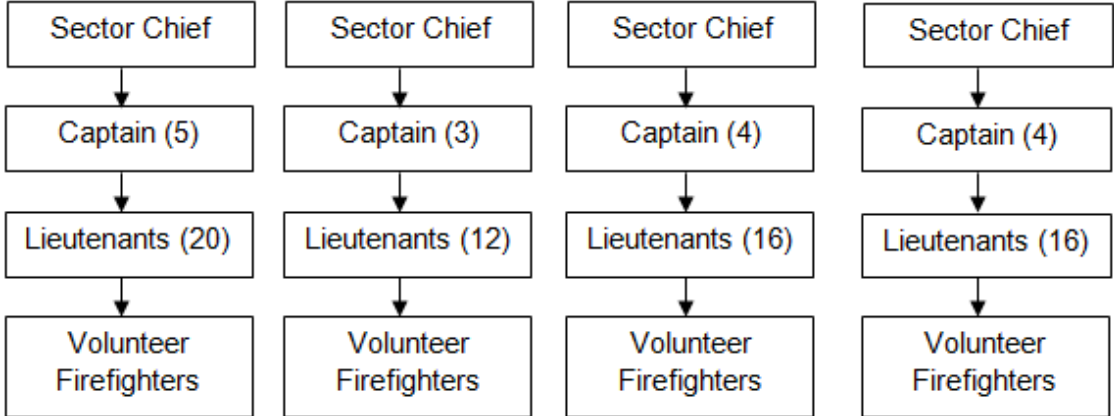 Sector Chief
Sector Chief
Sector Chief
Sector Chief
Captain (5)
Captain (3)
Captain (4)
Captain (4)
Lieutenants (20)
Lieutenants (12)
Lieutenants (16)
Lieutenants (16)
Volunteer
Firefighters
Volunteer
Firefighters
Volunteer
Firefighters
Volunteer
Firefighters